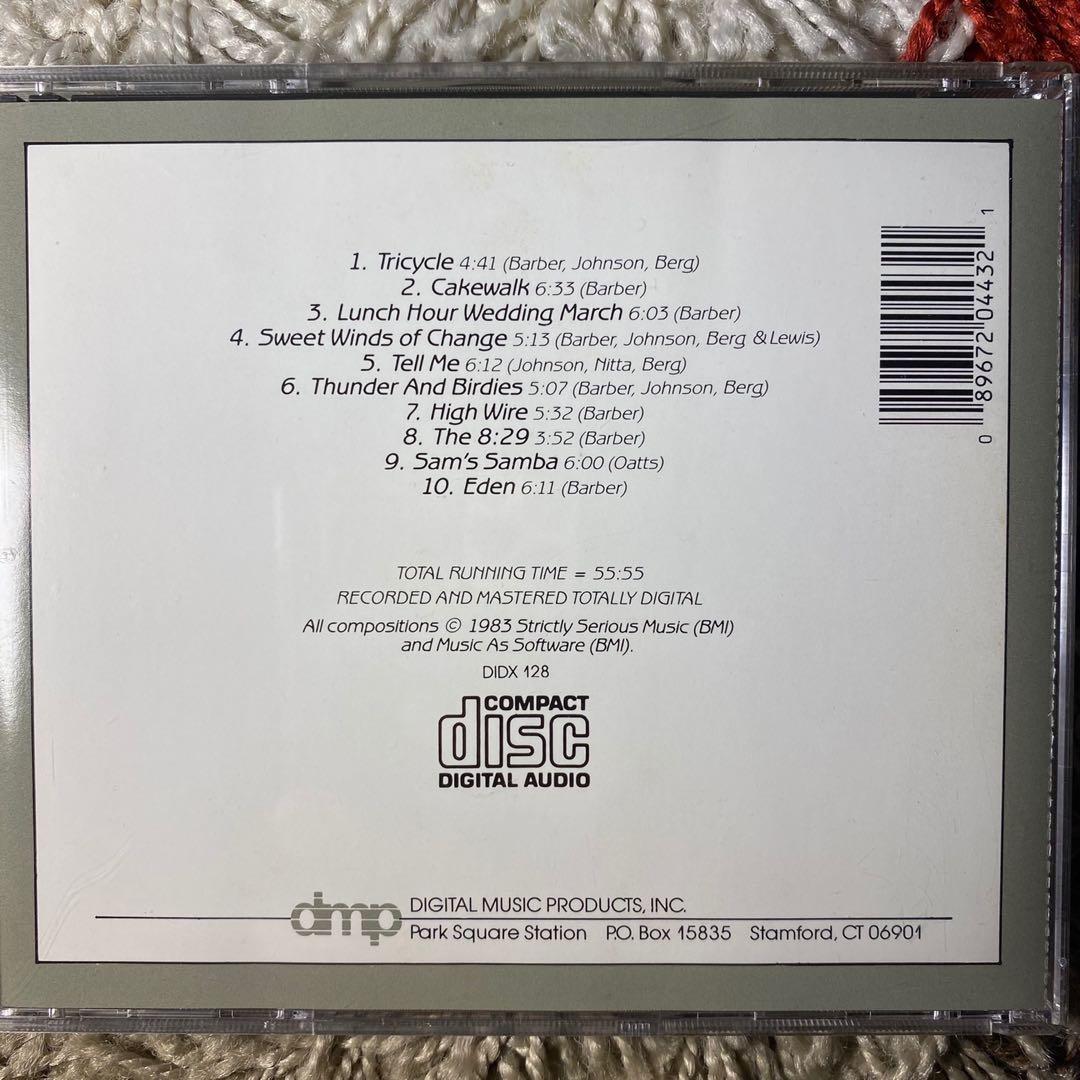 1. Tricycle 4:41 (Barber, Johnson, Berg)
2. Cakewalk 6:33 (Barber)
3. Lunch Hour Wedding March 6:03 (Barber)
4. Sweet Winds of Change 5:13 (Barber, Johnson, Berg & Lewis)
5. Tell Me 6:12 (Johnson, Nitta, Berg)
6. Thunder And Birdies 5:07 (Barber, Johnson, Berg)
7. High Wire 5:32 (Barber)
8. The 8:29 3:52 (Barber)
9. Sam's Samba 6:00 (Oatts)
10. Eden 6:11 (Barber)
0 89672 04432 1
TOTAL RUNNING TIME = 55:55
RECORDED AND MASTERED TOTALLY DIGITAL
All compositions © 1983 Strictly Serious Music (BMI)
and Music As Software (BMI).
DIDX 128
COMPACT
disc
DIGITAL AUDIO
dmp DIGITAL MUSIC PRODUCTS, INC.
Park Square Station P.O. Box 15835 Stamford, CT 06901